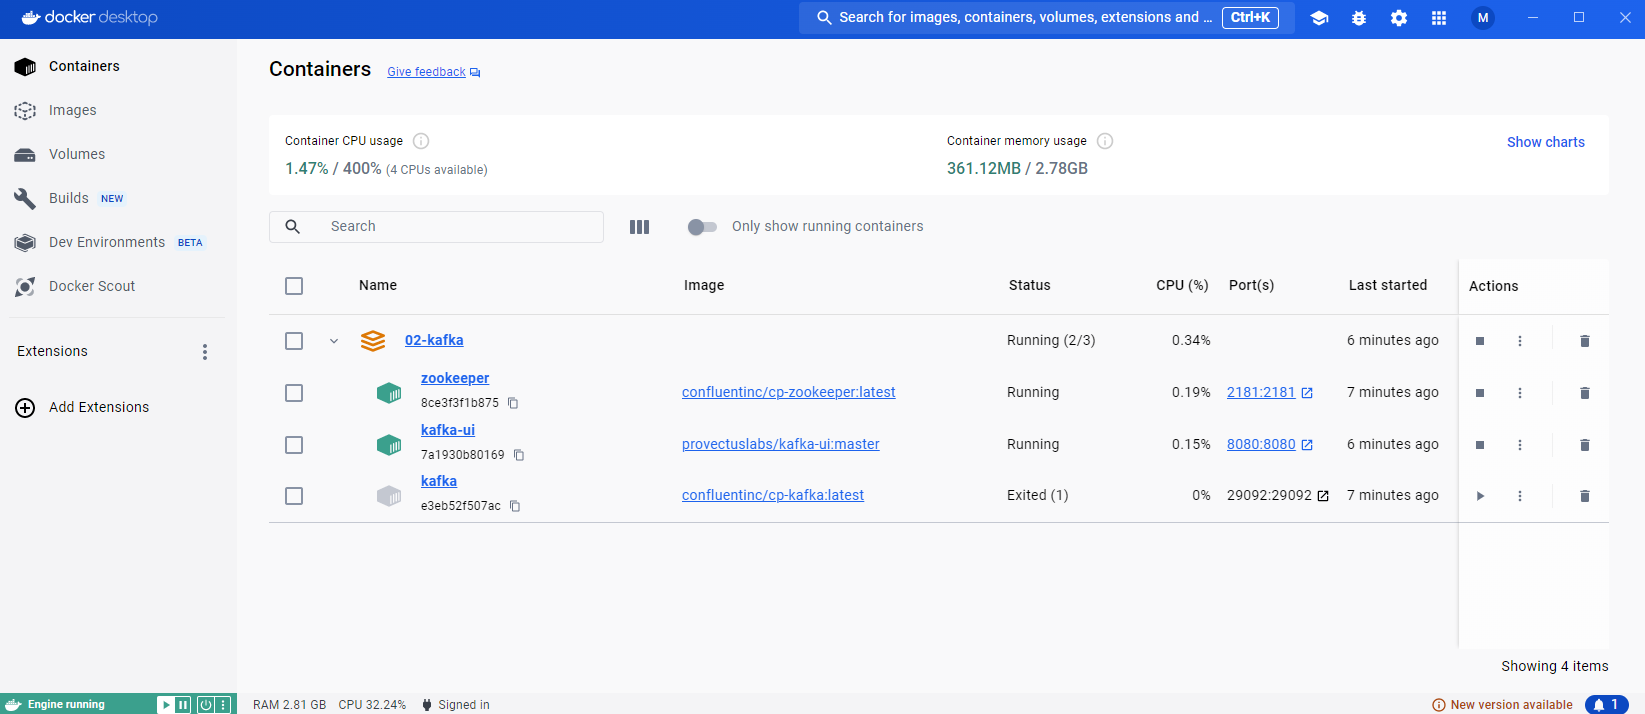 docker desktop
Search for images, containers, volumes, extensions and ... Ctrl+K
M
Containers
Images
Volumes
Builds NEW
Dev Environments BETA
Docker Scout
Extensions
Add Extensions
Containers Give feedback
Container CPU usage
1.47% / 400% (4 CPUs available)
Container memory usage
361.12MB / 2.78GB
Show charts
Search
Only show running containers
Name Image Status CPU (%) Port(s) Last started Actions
02-kafka Running (2/3) 0.34% 6 minutes ago
zookeeper
8ce3f3f1b875
confluentinc/cp-zookeeper:latest Running 0.19% 2181:2181 7 minutes ago
kafka-ui
7a1930b80169
provectuslabs/kafka-ui:master Running 0.15% 8080:8080 6 minutes ago
kafka
e3eb52f507ac
confluentinc/cp-kafka:latest Exited (1) 0% 29092:29092 7 minutes ago
Showing 4 items
Engine running
RAM 2.81 GB CPU 32.24% Signed in
New version available
1